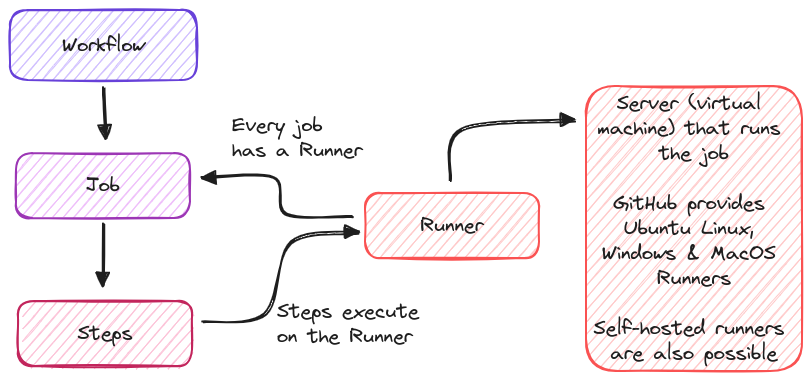 Workflow
Every job
has a Runner
Job
Runner
Steps execute
on the Runner
Steps
Server (virtual
machine) that runs
the job
GitHub provides
Ubuntu Linux,
Windows & MacOS
Runners
Self-hosted runners
are also possible